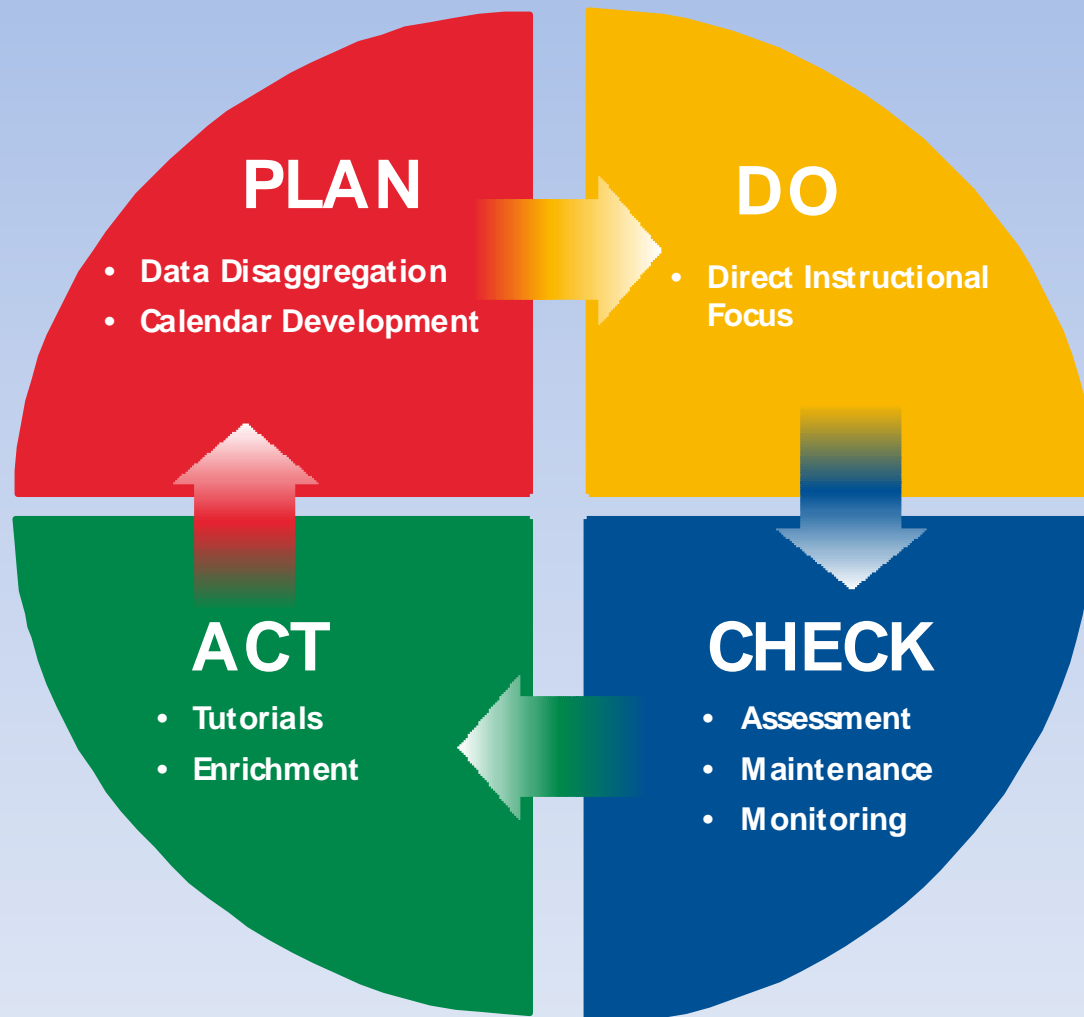 PLAN
• Data Disaggregation
• Calendar Development
DO
• Direct Instructional
Focus
CHECK
• Assessment
• Maintenance
• Monitoring
ACT
• Tutorials
• Enrichment